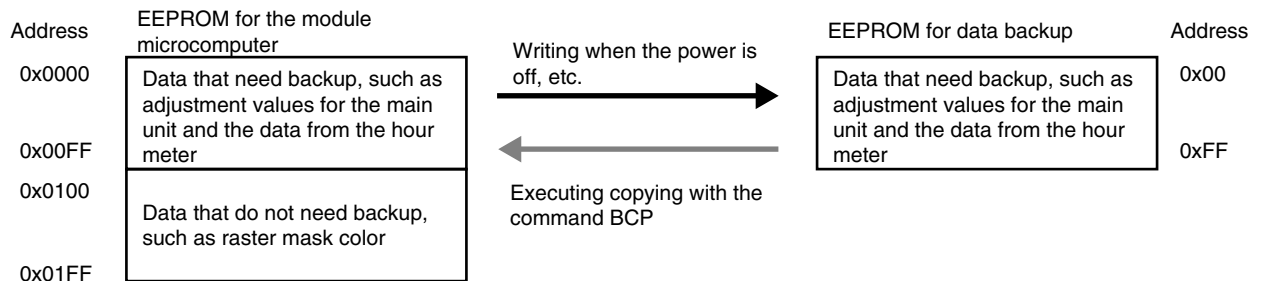 Address
EEPROM for the module
microcomputer
0x0000
Data that need backup, such as
adjustment values for the main
unit and the data from the hour
meter
0x00FF
0x0100
Data that do not need backup,
such as raster mask color
0x01FF
Writing when the power is
off, etc.
Executing copying with the
command BCP
EEPROM for data backup
Address
Data that need backup, such as
adjustment values for the main
unit and the data from the hour
meter
0x00
0xFF